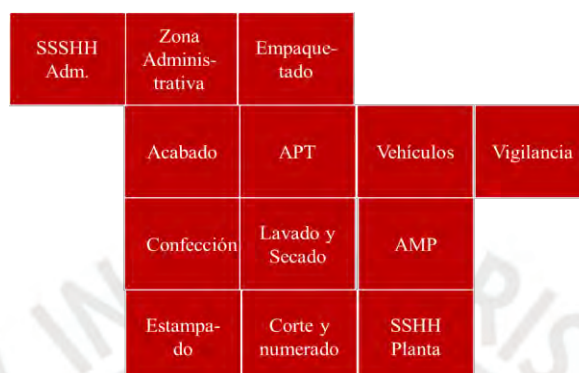 SSSHH
Adm.
Zona
Adminis-
trativa
Empaque-
tado
Acabado
APT
Vehículos
Vigilancia
Confección
Lavado y
Secado
AMP
Estampa-
do
Corte y
numerado
SSHH
Planta